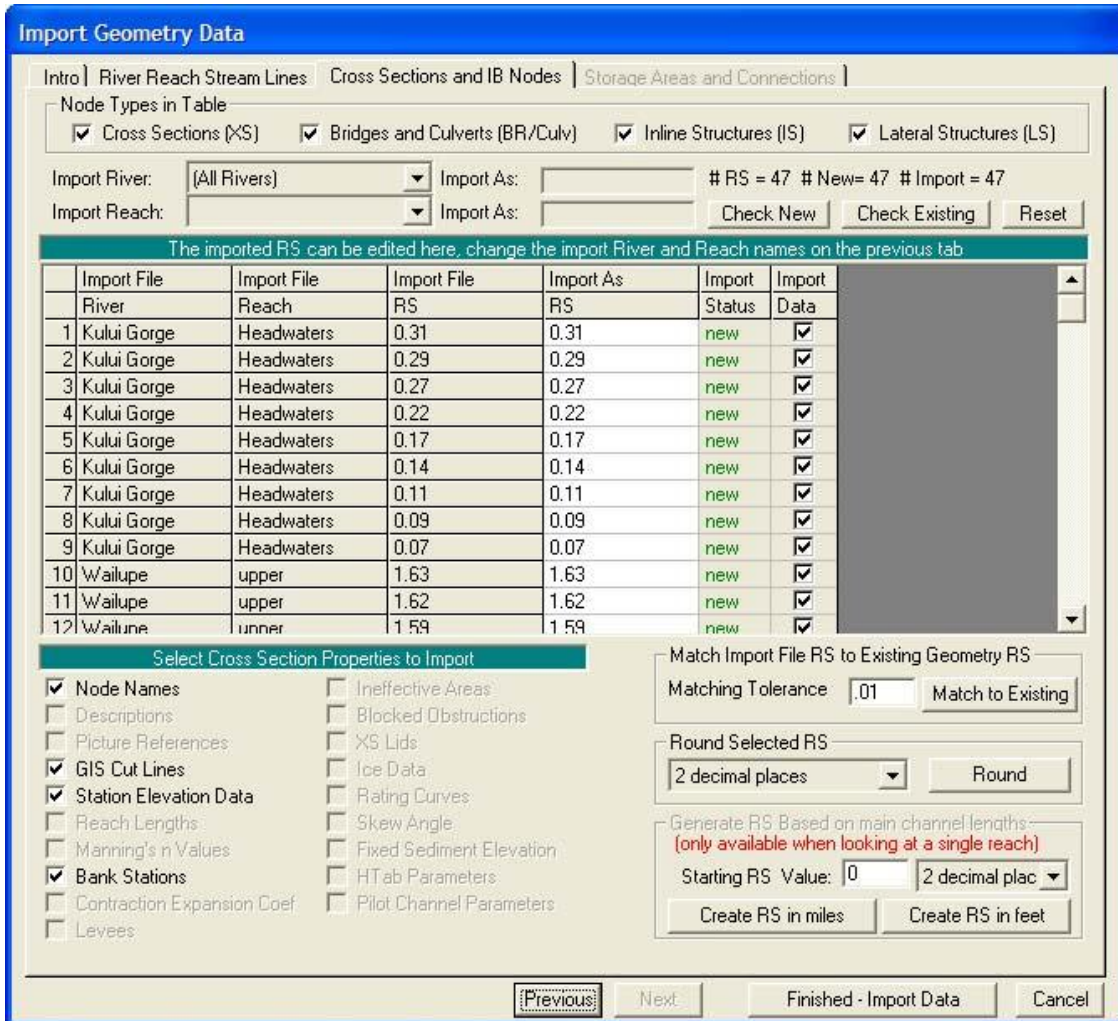 Import Geometry Data
Intro River Reach Stream Lines Cross Sections and IB Nodes Storage Areas and Connections
Node Types in Table
Cross Sections (XS) Bridges and Culverts (BR/Culv) Inline Structures (IS) Lateral Structures (LS)
Import River: (All Rivers) Import As: # RS = 47 # New= 47 # Import = 47
Import Reach: Import As: Check New Check Existing Reset
The imported RS can be edited here, change the import River and Reach names on the previous tab
Import File Import File Import File Import As Import Import
River Reach RS RS Status Data
1 Kului Gorge Headwaters 0.31 0.31 new
2 Kului Gorge Headwaters 0.29 0.29 new
3 Kului Gorge Headwaters 0.27 0.27 new
4 Kului Gorge Headwaters 0.22 0.22 new
5 Kului Gorge Headwaters 0.17 0.17 new
6 Kului Gorge Headwaters 0.14 0.14 new
7 Kului Gorge Headwaters 0.11 0.11 new
8 Kului Gorge Headwaters 0.09 0.09 new
9 Kului Gorge Headwaters 0.07 0.07 new
10 Wailupe upper 1.63 1.63 new
11 Wailupe upper 1.62 1.62 new
12 Wailupe upper 1.59 1.59 new
Select Cross Section Properties to Import
Node Names
Descriptions
Picture References
GIS Cut Lines
Station Elevation Data
Reach Lengths
Manning's n Values
Bank Stations
Contraction Expansion Coef
Levees
Ineffective Areas
Blocked Obstructions
XS Lids
Ice Data
Rating Curves
Skew Angle
Fixed Sediment Elevation
HTab Parameters
Pilot Channel Parameters
Match Import File RS to Existing Geometry RS
Matching Tolerance .01 Match to Existing
Round Selected RS
2 decimal places Round
Generate RS Based on main channel lengths
(only available when looking at a single reach)
Starting RS Value: 0 2 decimal plac
Create RS in miles Create RS in feet
Previous Next Finished - Import Data Cancel